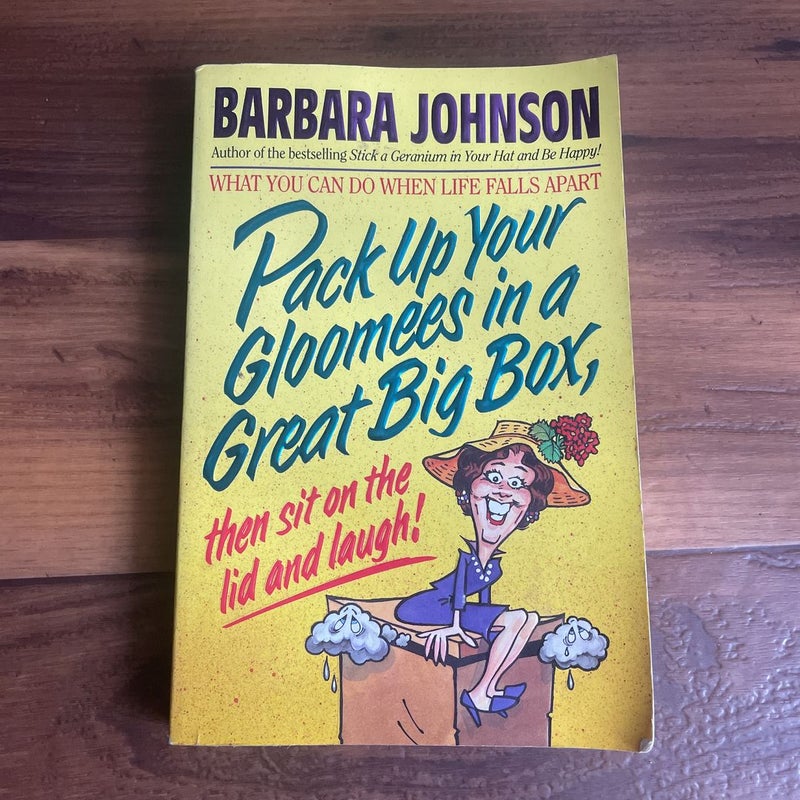 BARBARA JOHNSON
Author of the bestselling Stick a Geranium in Your Hat and Be Happy!
WHAT YOU CAN DO WHEN LIFE FALLS APART
Pack Up Your
Gloomees in a
Great Big Box,
then sit on the
lid and laugh!